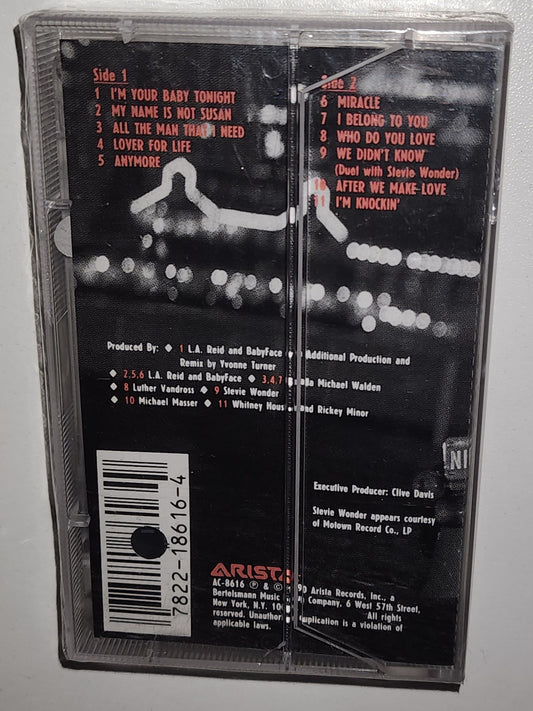 Side 1
1 I'M YOUR BABY TONIGHT
2 MY NAME IS NOT SUSAN
3 ALL THE MAN THAT I NEED
4 LOVER FOR LIFE
5 ANYMORE
Side 2
6 MIRACLE
7 I BELONG TO YOU
8 WHO DO YOU LOVE
9 WE DIDN'T KNOW
(Duet with Stevie Wonder)
10 AFTER WE MAKE LOVE
11 I'M KNOCKIN'
Produced By: ◆ 1 L.A. Reid and BabyFace Additional Production and
Remix by Yvonne Turner
◆ 2,5,6 L.A. Reid and BabyFace ◆ 3,4,7 Michael Walden
◆ 8 Luther Vandross ◆ 9 Stevie Wonder
◆ 10 Michael Masser ◆ 11 Whitney and Rickey Minor
Executive Producer: Clive Davis
Stevie Wonder appears courtesy
of Motown Record Co., LP
7822-18616-4
ARISTA
AC-8616 ℗ & © Arista Records, Inc., a
Bertelsmann Music Company. 6 West 57th Street,
New York, N.Y. All rights
reserved. Unauthorized application is a violation of
applicable laws.
NI